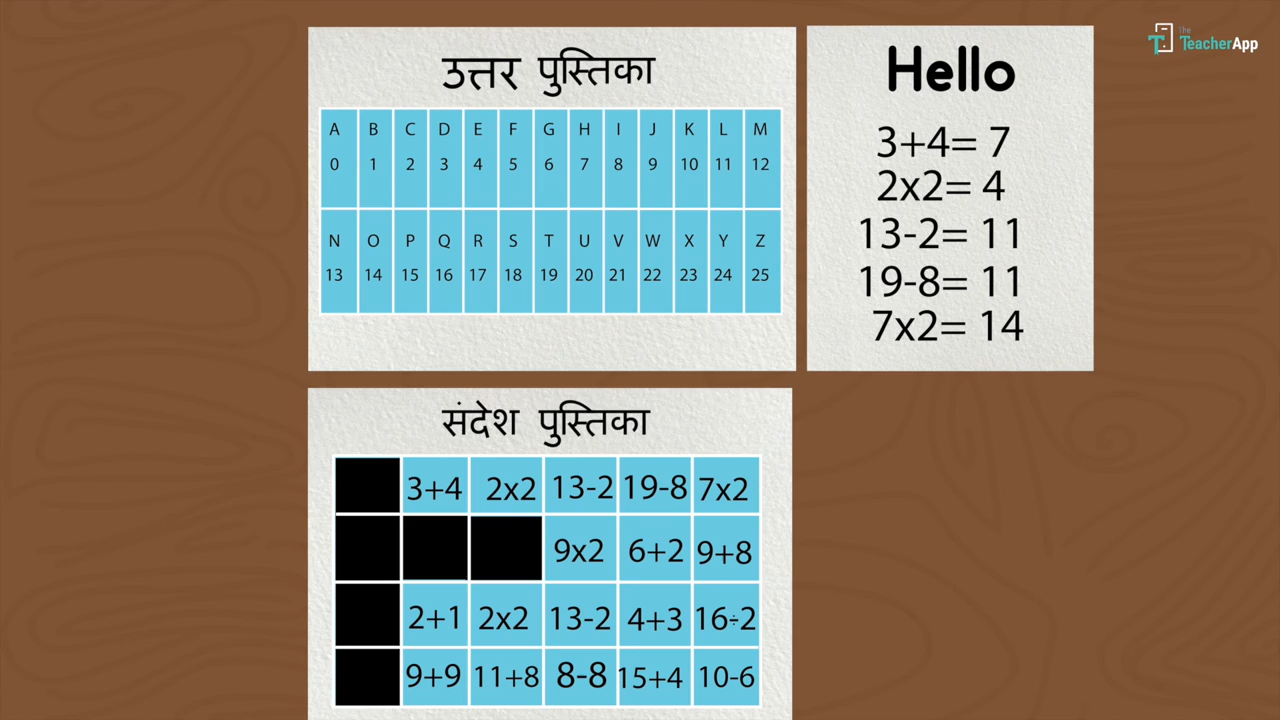 The
TeacherApp
उत्तर पुस्तिका
A B C D E F G H I J K L M
0 1 2 3 4 5 6 7 8 9 10 11 12
N O P Q R S T U V W X Y Z
13 14 15 16 17 18 19 20 21 22 23 24 25
Hello
3+4= 7
2x2= 4
13-2= 11
19-8= 11
7x2= 14
संदेश पुस्तिका
3+4 2x2 13-2 19-8 7x2
9x2 6+2 9+8
2+1 2x2 13-2 4+3 16÷2
9+9 11+8 8-8 15+4 10-6